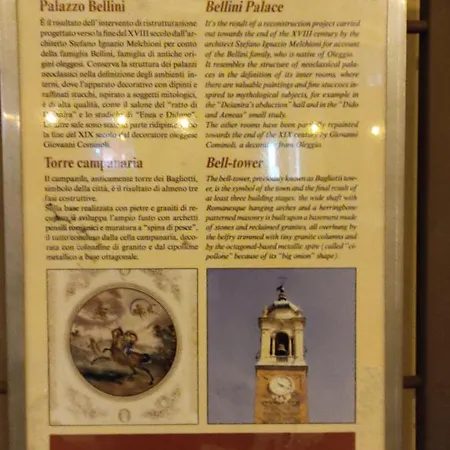 Palazzo Bellini
È il risultato dell'intervento di ristrutturazione
progettato verso la fine del XVIII secolo dall'ar-
chitetto Stefano Ignazio Melchioni per conto
della famiglia Bellini, famiglia di antiche ori-
gini oleggesi. Conserva la struttura dei palazzi
neoclassici nella definizione degli ambienti in-
terni, dove l'apparato decorativo con dipinti e
raffinati stucchi, ispirato a soggetti mitologici,
è di alta qualità, come il salone del "ratto di
Deianira" e lo studiolo di "Enea e Didone".
altre sale sono state in parte ridipinte verso
la fine del XIX secolo dal decoratore oleggese
Giovanni Cominoli.
Torre campanaria
Il campanile, anticamente torre dei Bagliotti,
simbolo della città, è il risultato di almeno tre
fasi costruttive.
Sulla base realizzata con pietre e graniti di re-
cupero si sviluppa l'ampio fusto con archetti
pensili romanici e muratura a "spina di pesce",
il tutto concluso dalla cella campanaria, deco-
rata con colonnine di granito e dal cipollone
metallico a base ottagonale.
Bellini Palace
It's the result of a reconstruction project carried
out towards the end of the XVIII century by the
architect Stefano Ignazio Melchioni for account
of the Bellini family, who is native of Oleggio.
It resembles the structure of neoclassical palac-
es in the definition of its inner rooms, where
there are valuable paintings and fine stuccoes in-
spired to mythological subjects, for example in
the "Deianira's abduction" hall and in the "Dido
and Aeneas" small study.
The other rooms have been partially repainted
towards the end of the XIX century by Giovanni
Cominoli, a decorator from Oleggio.
Bell-tower
The bell-tower, previously known as Bagliotti tow-
er, is the symbol of the town and the final result of
at least three building stages: the wide shaft with
Romanesque hanging arches and a herringbone-
patterned masonry is built upon a basement made
of stones and reclaimed granites, all overhung by
the belfry trimmed with tiny granite columns and
by the octagonal-based metallic spire (called "ci-
pollone" because of its "big onion" shape).